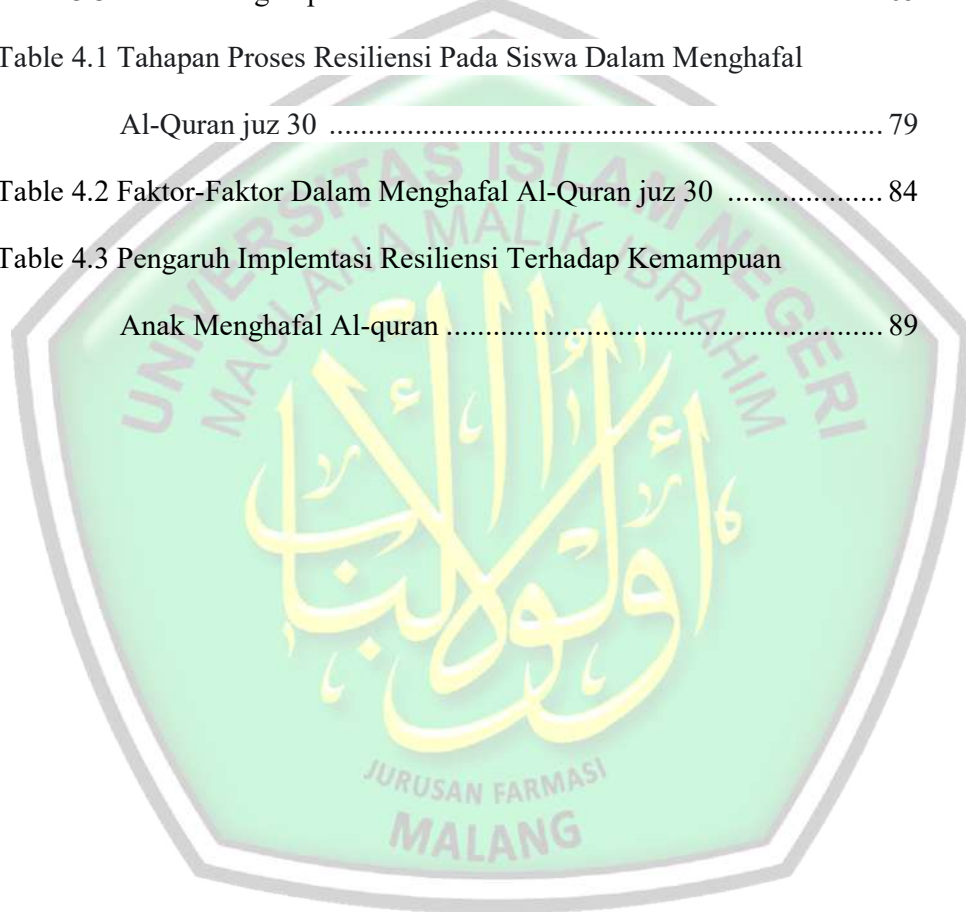 Table 4.1 Tahapan Proses Resiliensi Pada Siswa Dalam Menghafal
Al-Quran juz 30 ........................................................................ 79
Table 4.2 Faktor-Faktor Dalam Menghafal Al-Quran juz 30 .................... 84
Table 4.3 Pengaruh Implemtasi Resiliensi Terhadap Kemampuan
Anak Menghafal Al-quran ......................................................... 89
UNIVERSITAS ISLAM NEGERI
MAULANA MALIK IBRAHIM
أولو الألباب
JURUSAN FARMASI
MALANG